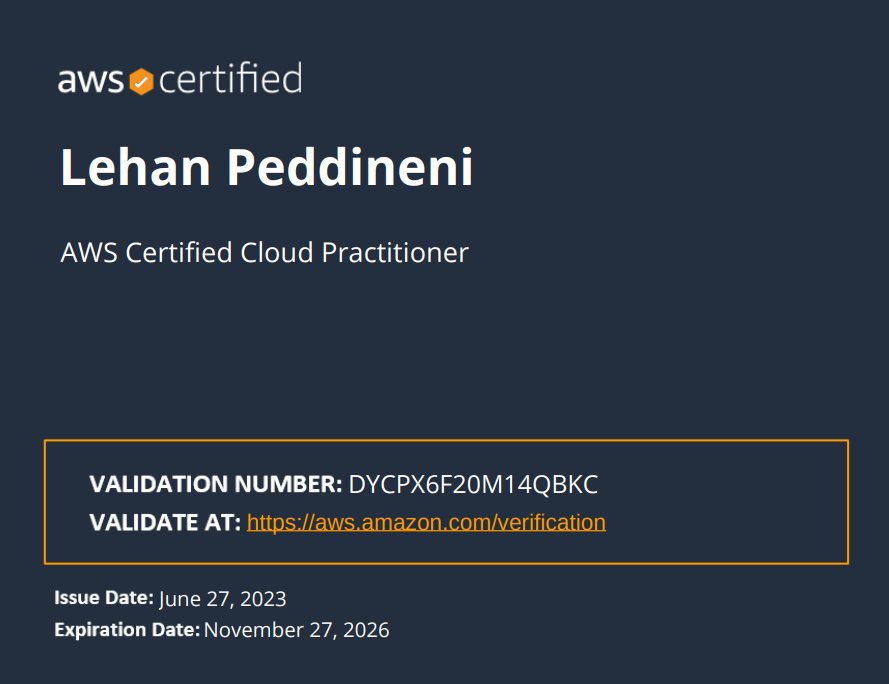 aws certified
Lehan Peddineni
AWS Certified Cloud Practitioner
VALIDATION NUMBER: DYCPX6F20M14QBKC
VALIDATE AT: https://aws.amazon.com/verification
Issue Date: June 27, 2023
Expiration Date: November 27, 2026